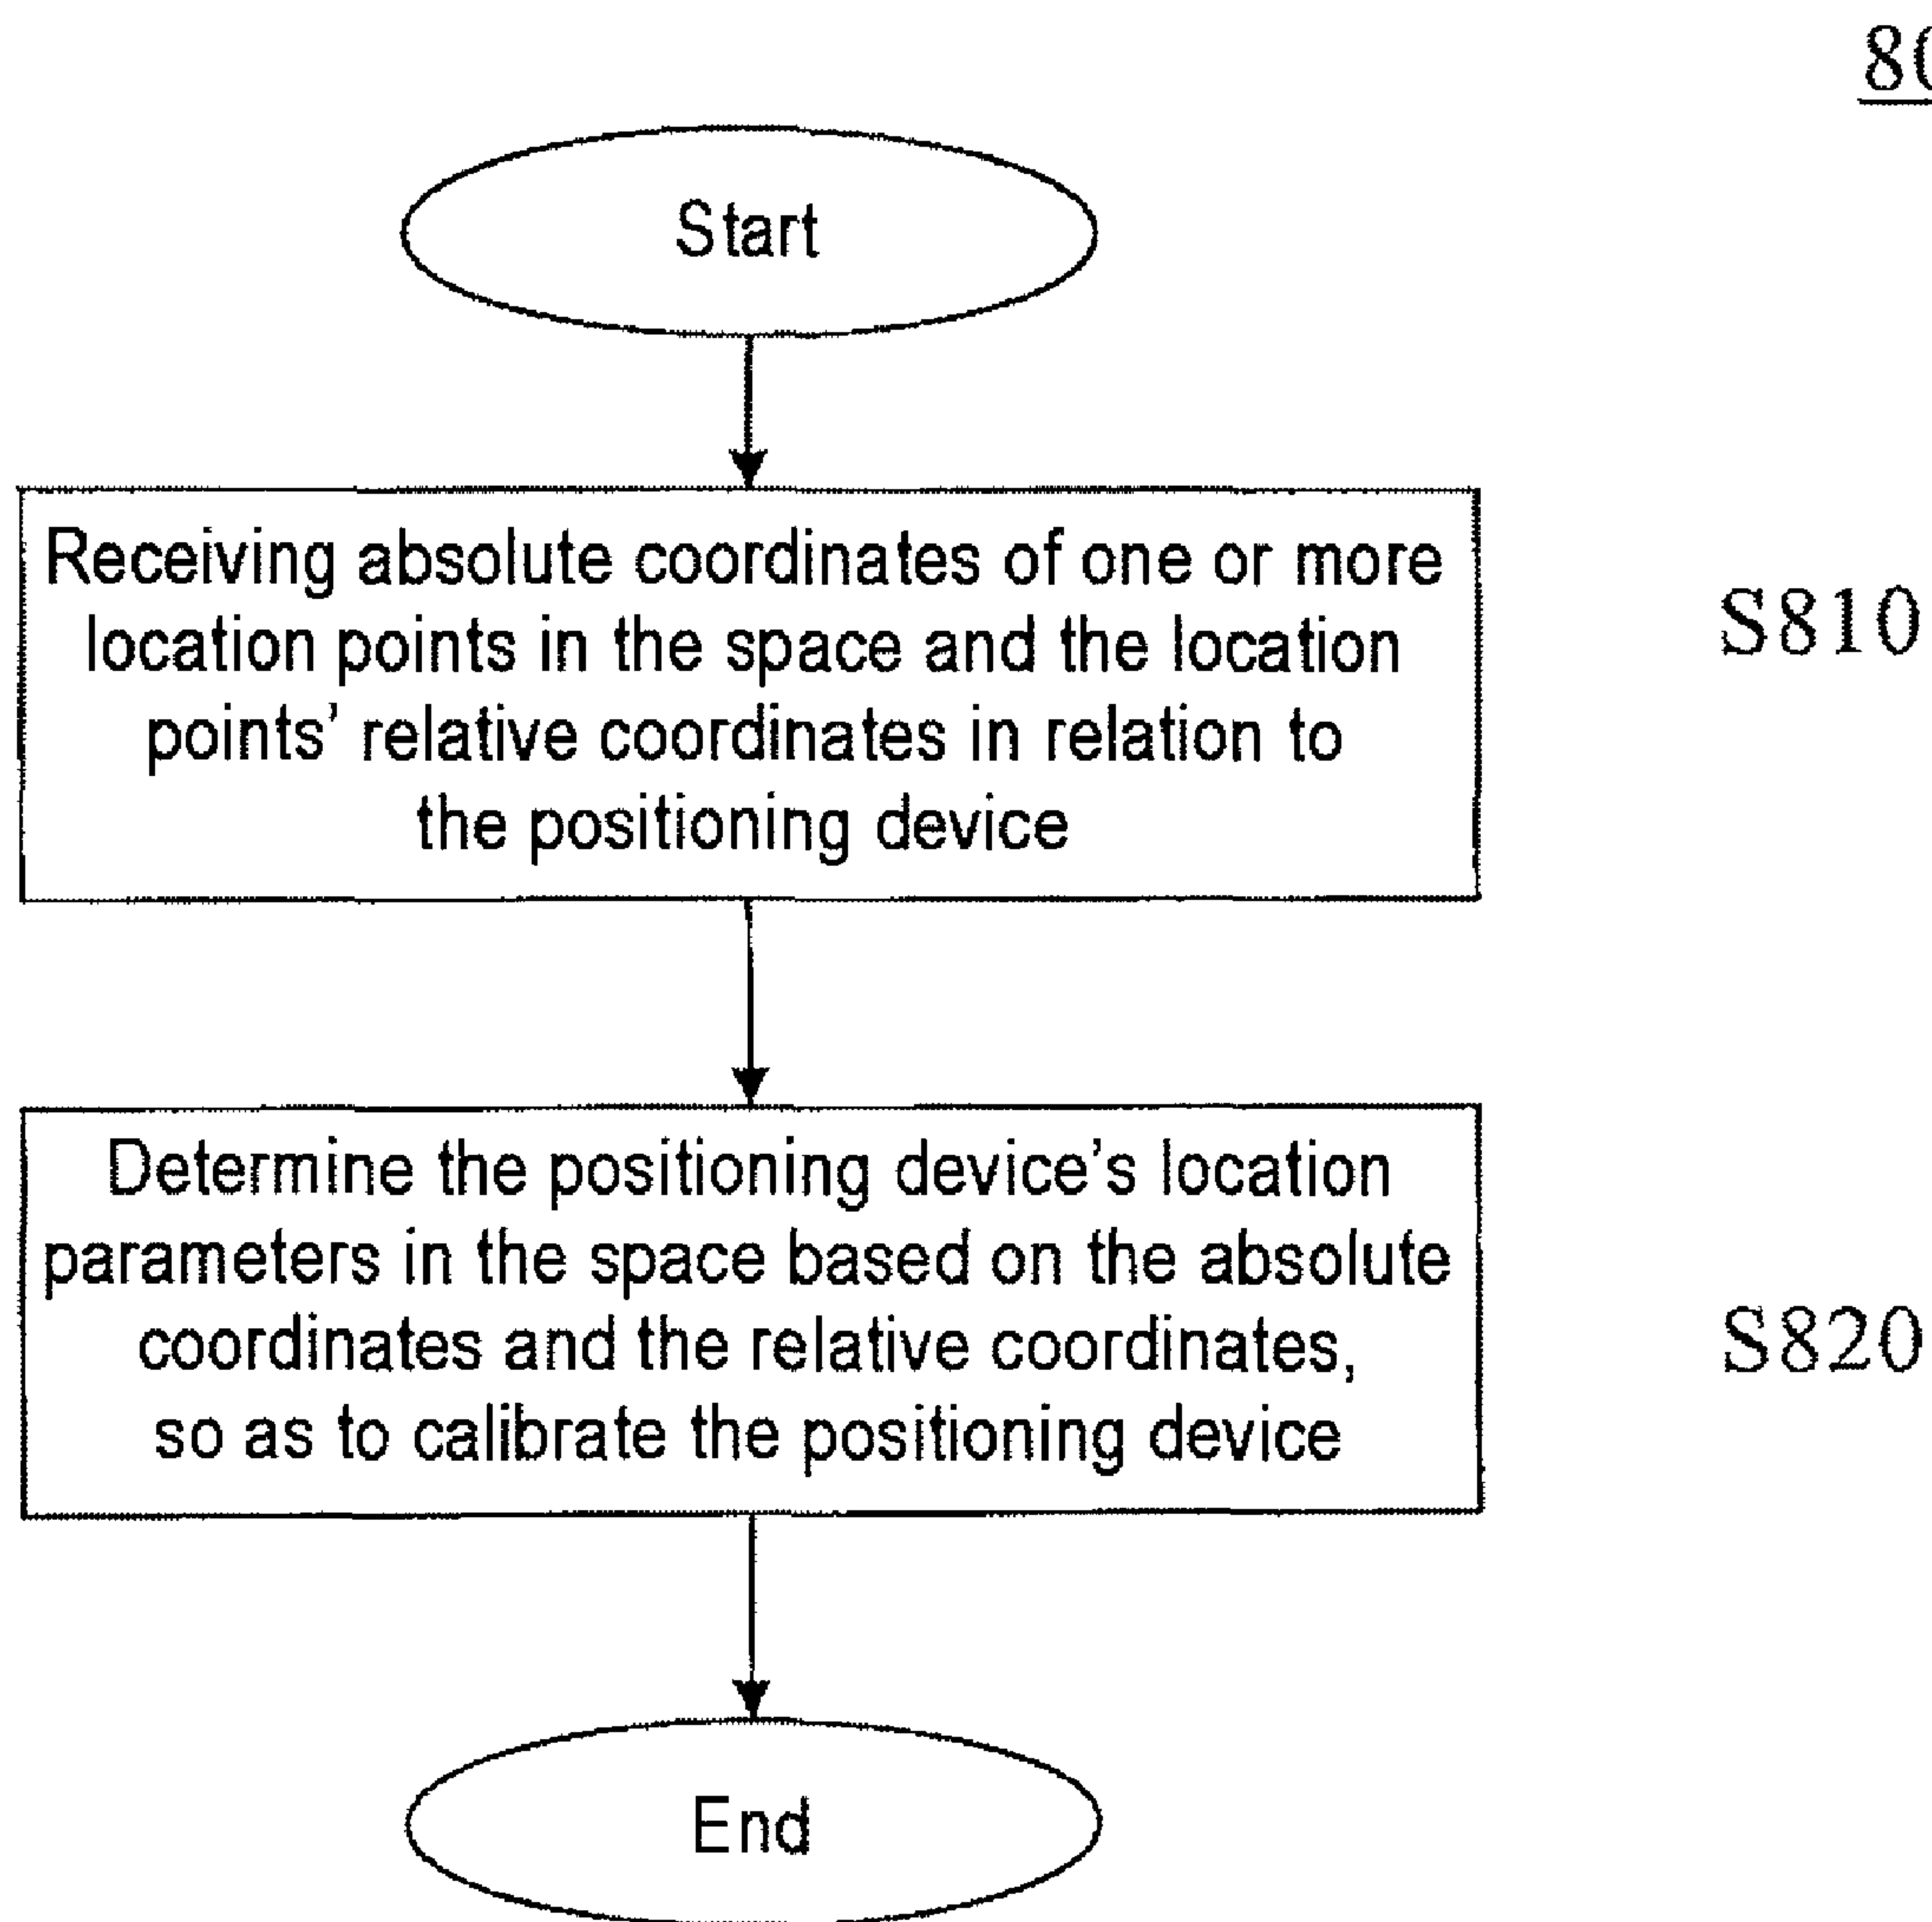 Start
Receiving absolute coordinates of one or more
location points in the space and the location
points' relative coordinates in relation to
the positioning device
S810
Determine the positioning device's location
parameters in the space based on the absolute
coordinates and the relative coordinates,
so as to calibrate the positioning device
S820
End